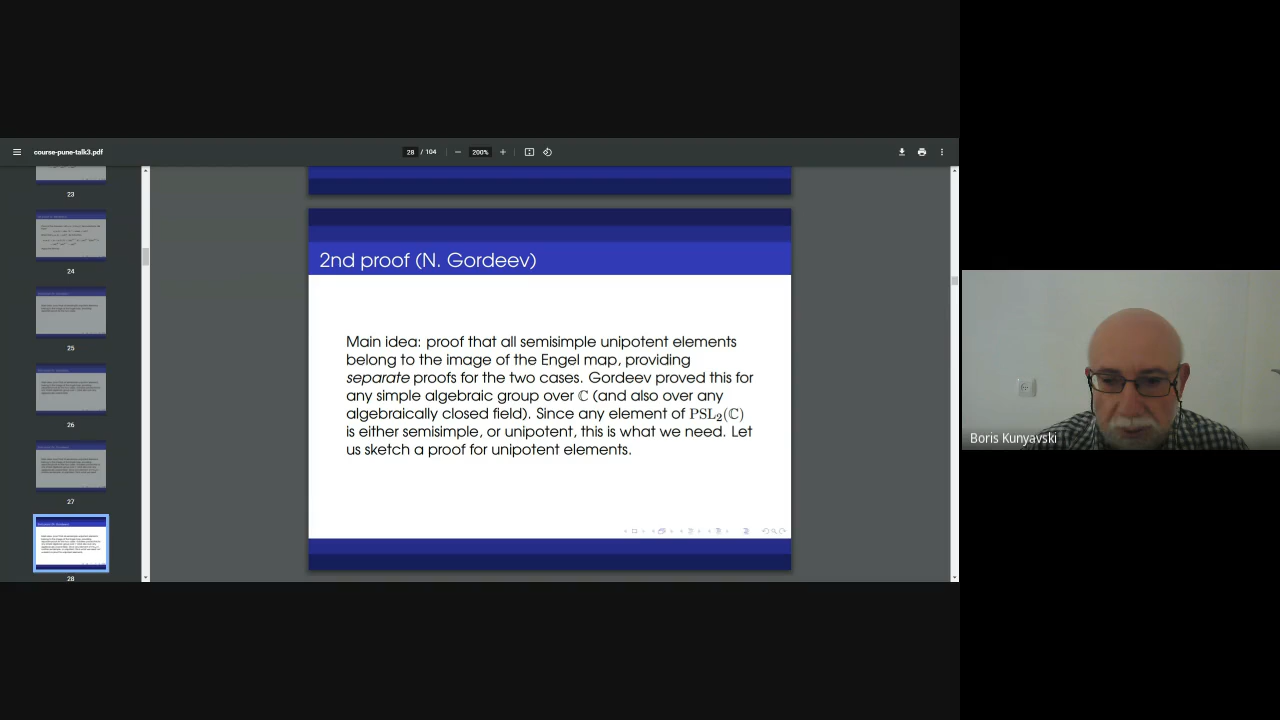 course-pune-talk3.pdf
28 / 104
200%
23
24
25
26
27
28
2nd proof (N. Gordeev)
Main idea: proof that all semisimple unipotent elements
belong to the image of the Engel map, providing
separate proofs for the two cases. Gordeev proved this for
any simple algebraic group over ℂ (and also over any
algebraically closed field). Since any element of PSL₂(ℂ)
is either semisimple, or unipotent, this is what we need. Let
us sketch a proof for unipotent elements.
Boris Kunyavski